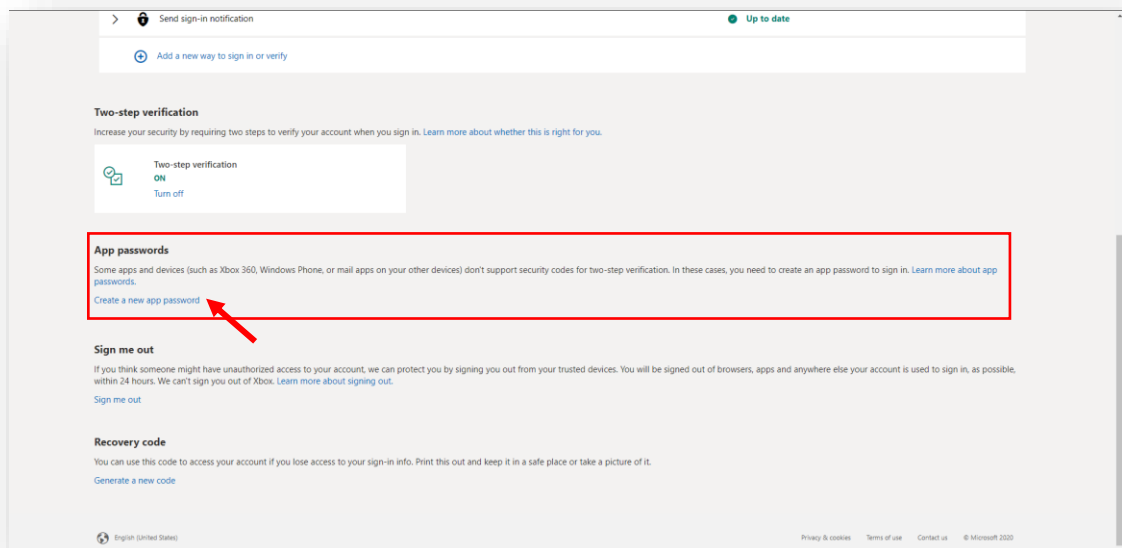 Send sign-in notification
Up to date
Add a new way to sign in or verify
Two-step verification
Increase your security by requiring two steps to verify your account when you sign in. Learn more about whether this is right for you.
Two-step verification
ON
Turn off
App passwords
Some apps and devices (such as Xbox 360, Windows Phone, or mail apps on your other devices) don't support security codes for two-step verification. In these cases, you need to create an app password to sign in. Learn more about app
passwords.
Create a new app password
Sign me out
If you think someone might have unauthorized access to your account, we can protect you by signing you out from your trusted devices. You will be signed out of browsers, apps and anywhere else your account is used to sign in, as possible,
within 24 hours. We can't sign you out of Xbox. Learn more about signing out.
Sign me out
Recovery code
You can use this code to access your account if you lose access to your sign-in info. Print this out and keep it in a safe place or take a picture of it.
Generate a new code
English (United States)
Privacy & cookies Terms of use Contact us © Microsoft 2020